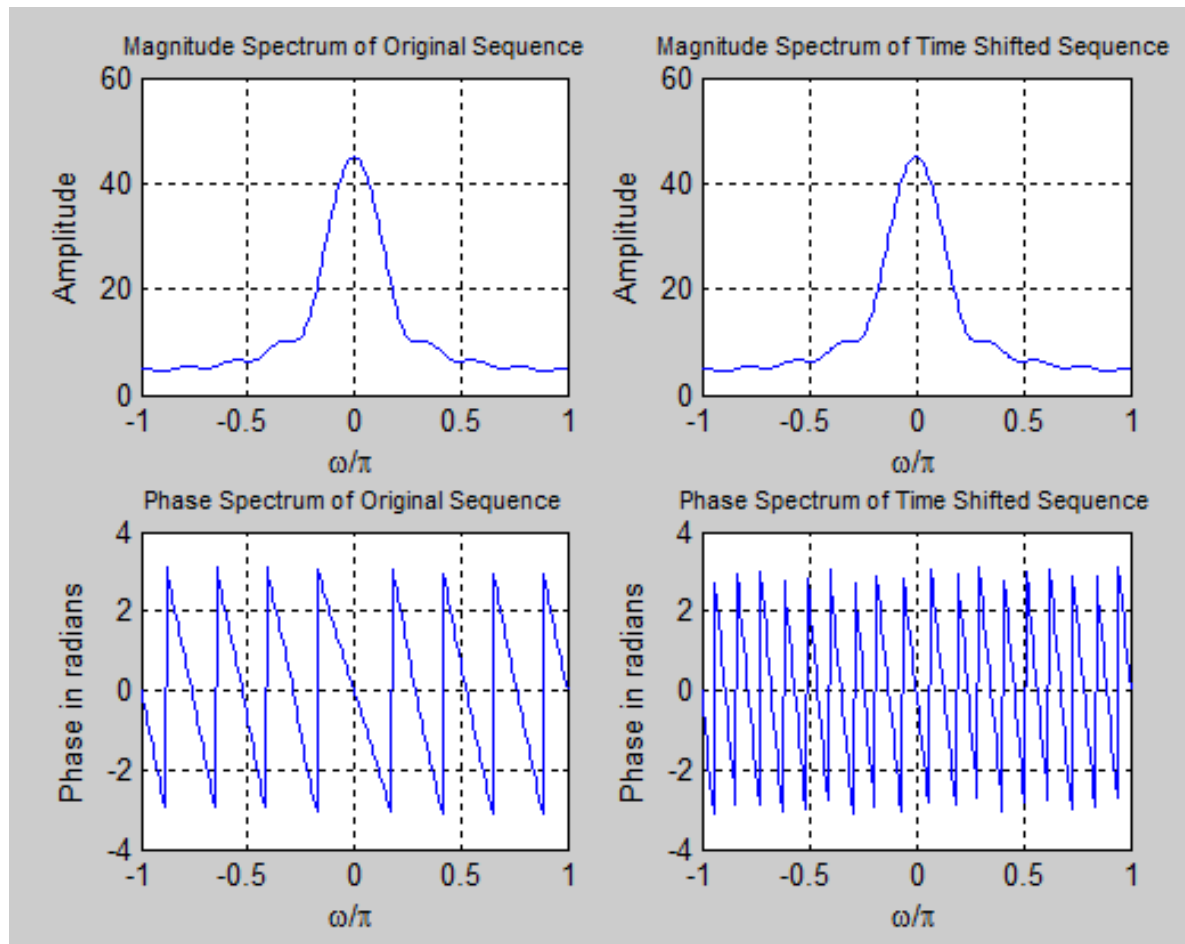 Magnitude Spectrum of Original Sequence
60
40
20
0
Amplitude
-1 -0.5 0 0.5 1
ω/π
Magnitude Spectrum of Time Shifted Sequence
60
40
20
0
Amplitude
-1 -0.5 0 0.5 1
ω/π
Phase Spectrum of Original Sequence
4
2
0
-2
-4
Phase in radians
-1 -0.5 0 0.5 1
ω/π
Phase Spectrum of Time Shifted Sequence
4
2
0
-2
-4
Phase in radians
-1 -0.5 0 0.5 1
ω/π